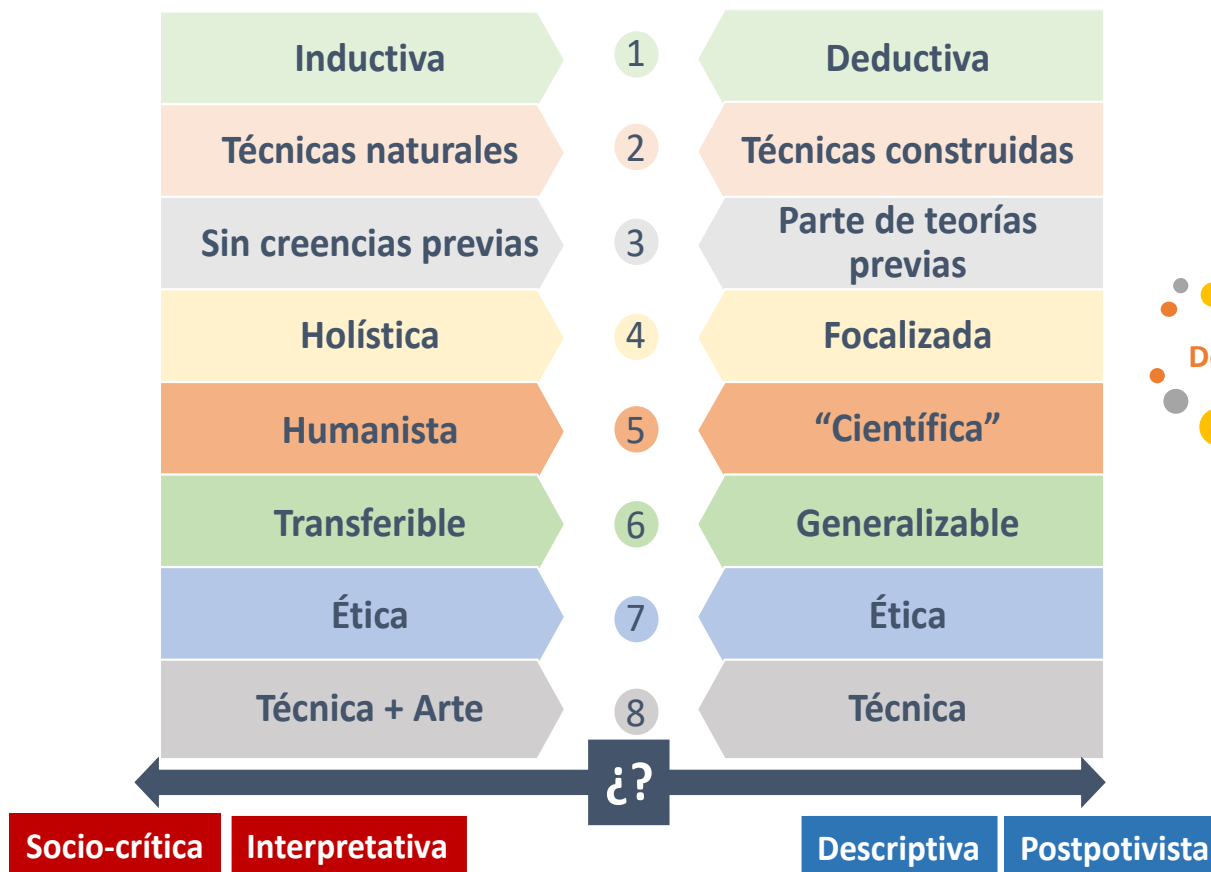 Inductiva
1
Deductiva
Técnicas naturales
2
Técnicas construidas
Sin creencias previas
3
Parte de teorías
previas
Holística
4
Focalizada
Humanista
5
“Científica”
Transferible
6
Generalizable
Ética
7
Ética
Técnica + Arte
8
Técnica
¿?
Socio-crítica
Interpretativa
Descriptiva
Postpotivista